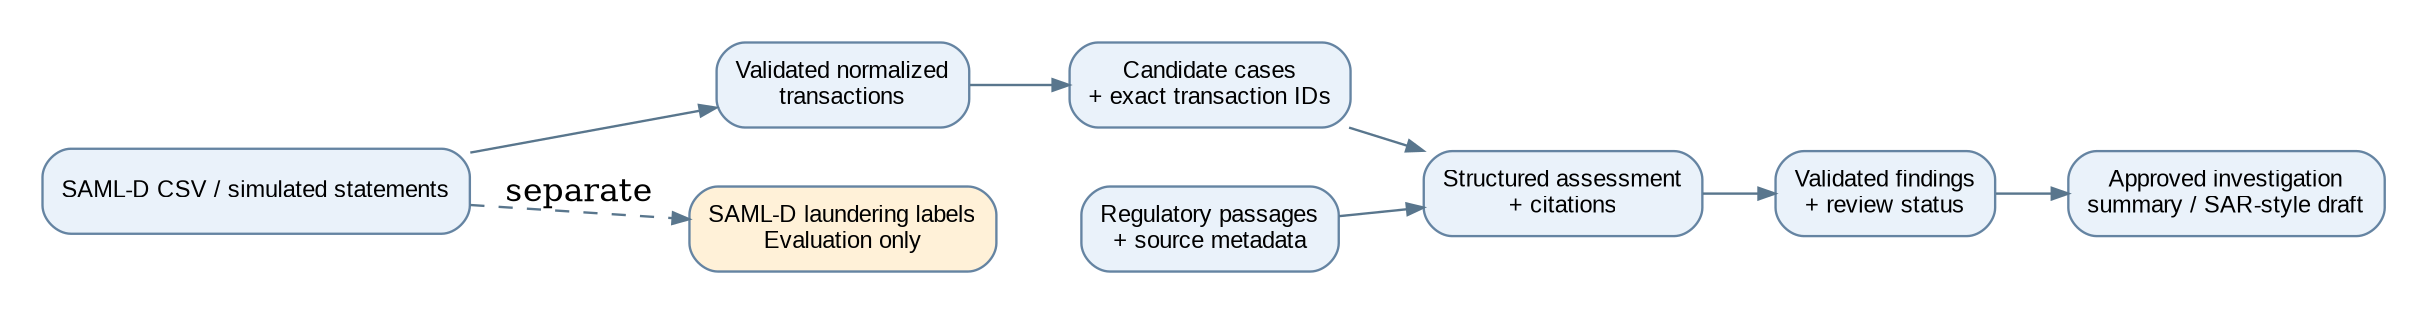 SAML-D CSV / simulated statements
separate
Validated normalized
transactions
SAML-D laundering labels
Evaluation only
Candidate cases
+ exact transaction IDs
Regulatory passages
+ source metadata
Structured assessment
+ citations
Validated findings
+ review status
Approved investigation
summary / SAR-style draft